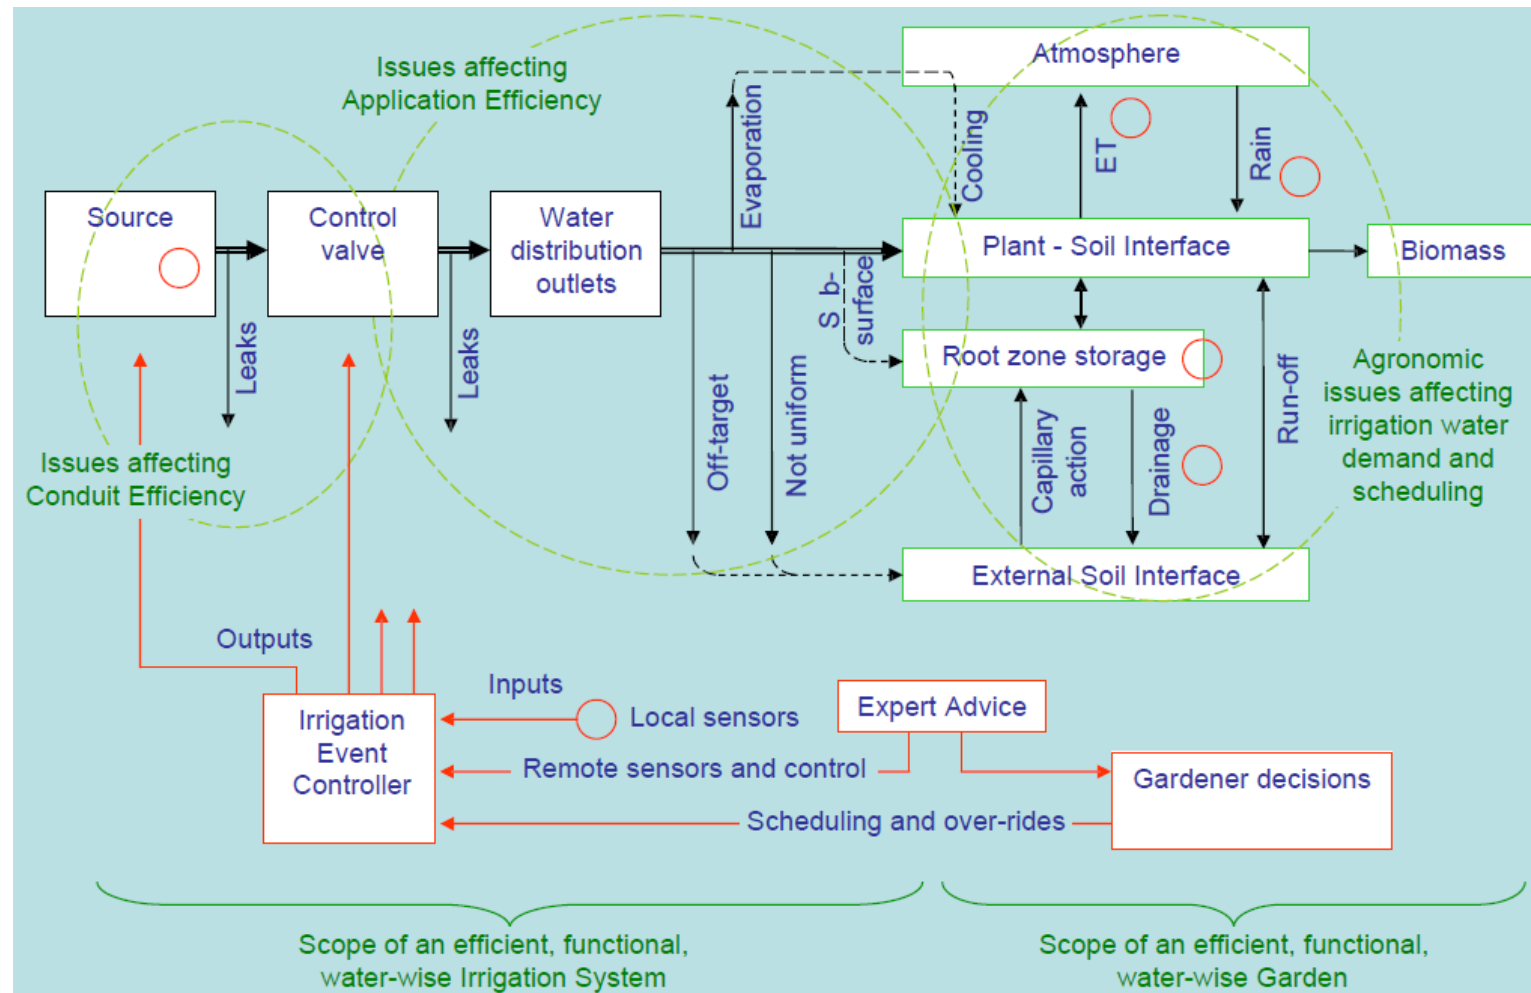 Issues affecting
Application Efficiency
Atmosphere
Evaporation
Cooling
ET
Rain
Source
Control
valve
Water
distribution
outlets
Plant - Soil Interface
Biomass
Leaks
Leaks
S b-
surface
Root zone storage
Off-target
Not uniform
Capillary
action
Drainage
Run-off
Agronomic
issues affecting
irrigation water
demand and
scheduling
Issues affecting
Conduit Efficiency
External Soil Interface
Outputs
Inputs
Irrigation
Event
Controller
Local sensors
Expert Advice
Remote sensors and control
Gardener decisions
Scheduling and over-rides
Scope of an efficient, functional,
water-wise Irrigation System
Scope of an efficient, functional,
water-wise Garden